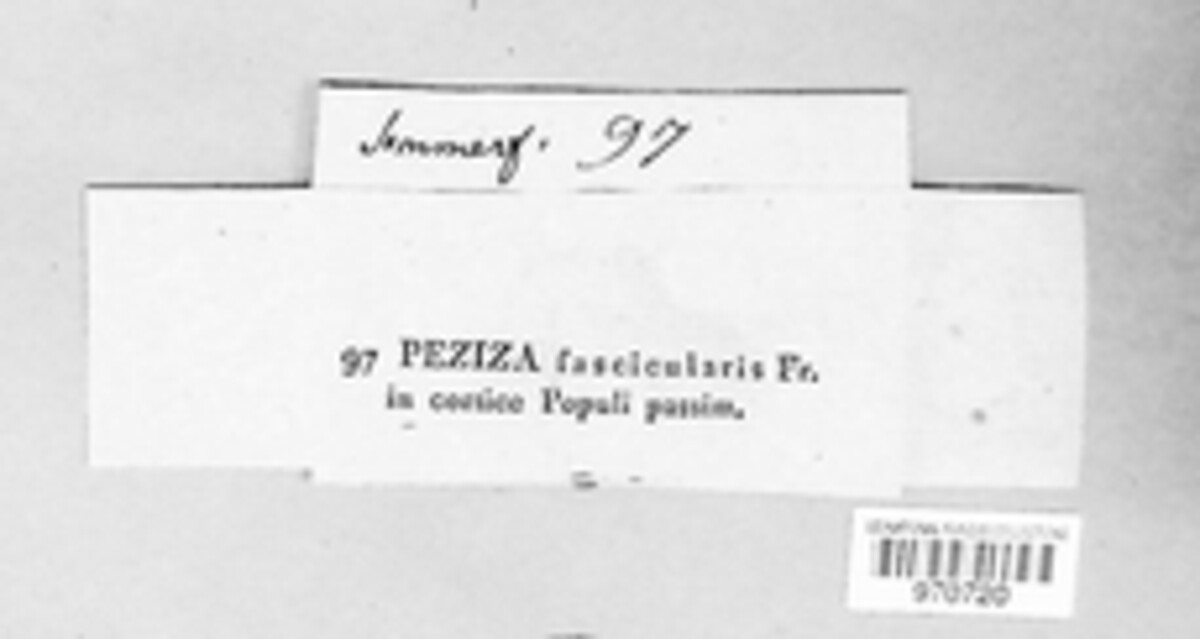 Sommerf. 97
97 PEZIZA fascicularis Fr.
in cortice Populi passim.
970720